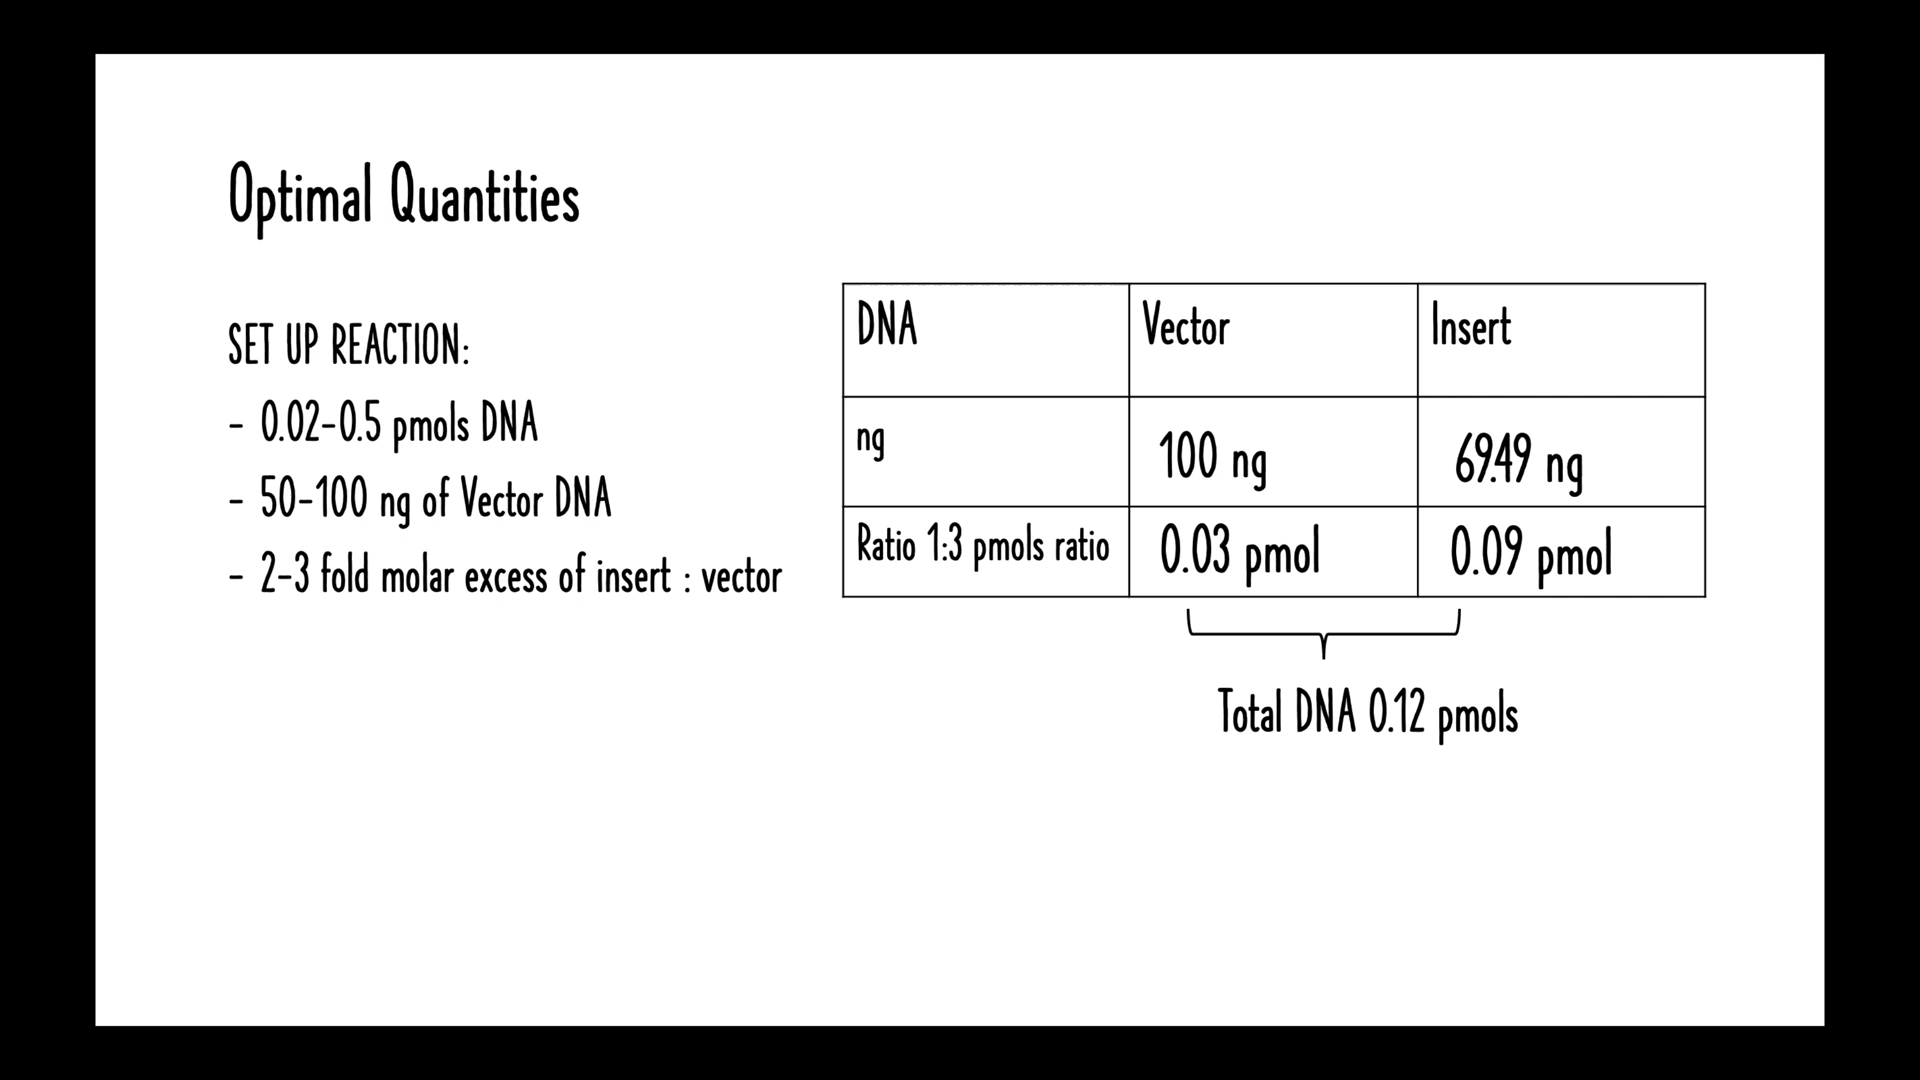 Optimal Quantities
SET UP REACTION:
- 0.02-0.5 pmols DNA
- 50-100 ng of Vector DNA
- 2-3 fold molar excess of insert : vector
DNA Vector Insert
ng 100 ng 69.49 ng
Ratio 1:3 pmols ratio 0.03 pmol 0.09 pmol
Total DNA 0.12 pmols